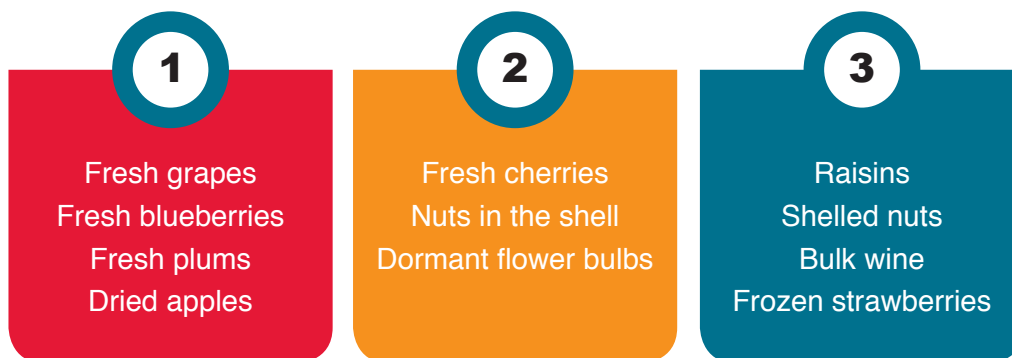 1
Fresh grapes
Fresh blueberries
Fresh plums
Dried apples
2
Fresh cherries
Nuts in the shell
Dormant flower bulbs
3
Raisins
Shelled nuts
Bulk wine
Frozen strawberries